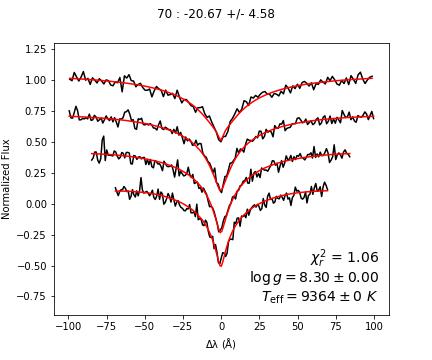 70 : -20.67 +/- 4.58
1.25
1.00
0.75
0.50
0.25
0.00
−0.25
−0.50
−0.75
Normalized Flux
χ²ᵣ = 1.06
log g = 8.30 ± 0.00
T_eff = 9364 ± 0 K
−100 −75 −50 −25 0 25 50 75 100
Δλ (Å)